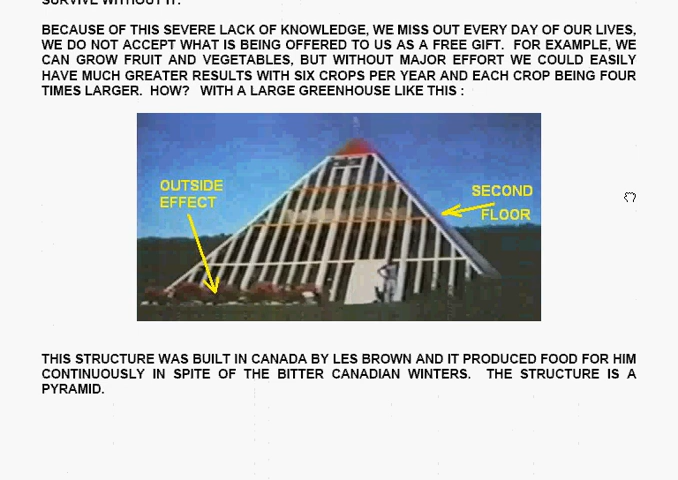 SURVIVE WITHOUT IT.
BECAUSE OF THIS SEVERE LACK OF KNOWLEDGE, WE MISS OUT EVERY DAY OF OUR LIVES,
WE DO NOT ACCEPT WHAT IS BEING OFFERED TO US AS A FREE GIFT. FOR EXAMPLE, WE
CAN GROW FRUIT AND VEGETABLES, BUT WITHOUT MAJOR EFFORT WE COULD EASILY
HAVE MUCH GREATER RESULTS WITH SIX CROPS PER YEAR AND EACH CROP BEING FOUR
TIMES LARGER. HOW? WITH A LARGE GREENHOUSE LIKE THIS :
OUTSIDE
EFFECT
SECOND
FLOOR
THIS STRUCTURE WAS BUILT IN CANADA BY LES BROWN AND IT PRODUCED FOOD FOR HIM
CONTINUOUSLY IN SPITE OF THE BITTER CANADIAN WINTERS. THE STRUCTURE IS A
PYRAMID.